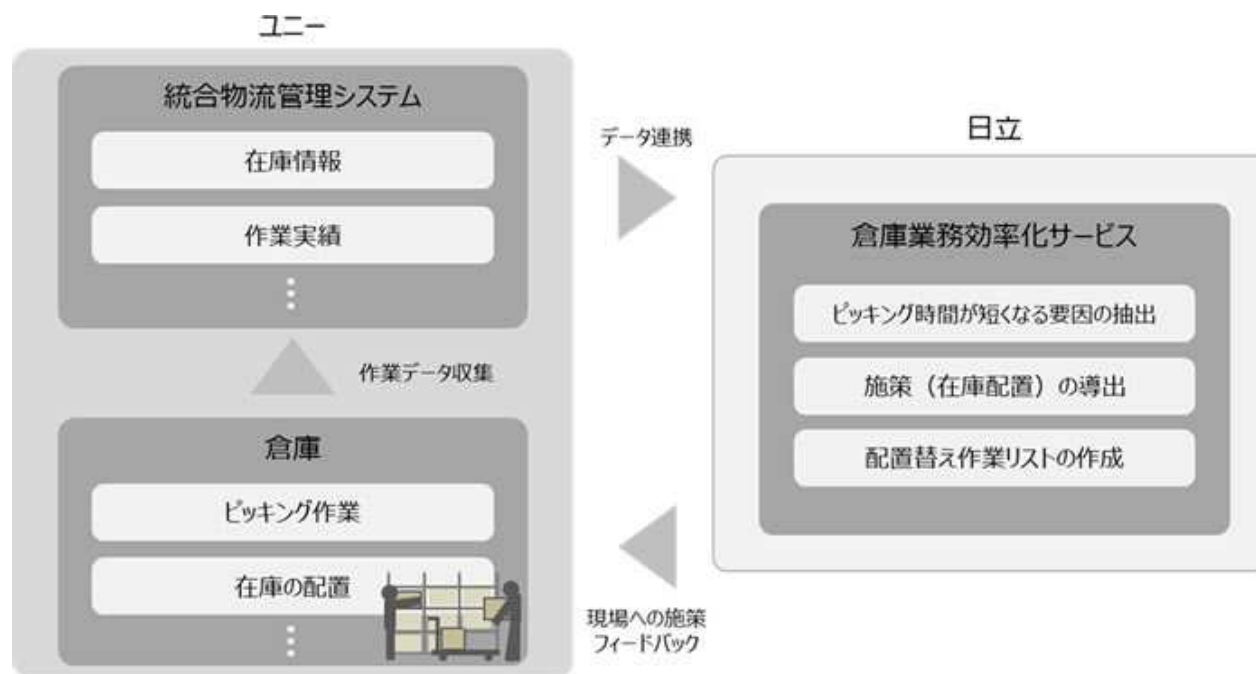 ユニー
統合物流管理システム
在庫情報
作業実績
作業データ収集
倉庫
ピッキング作業
在庫の配置
データ連携
現場への施策
フィードバック
日立
倉庫業務効率化サービス
ピッキング時間が短くなる要因の抽出
施策（在庫配置）の導出
配置替え作業リストの作成